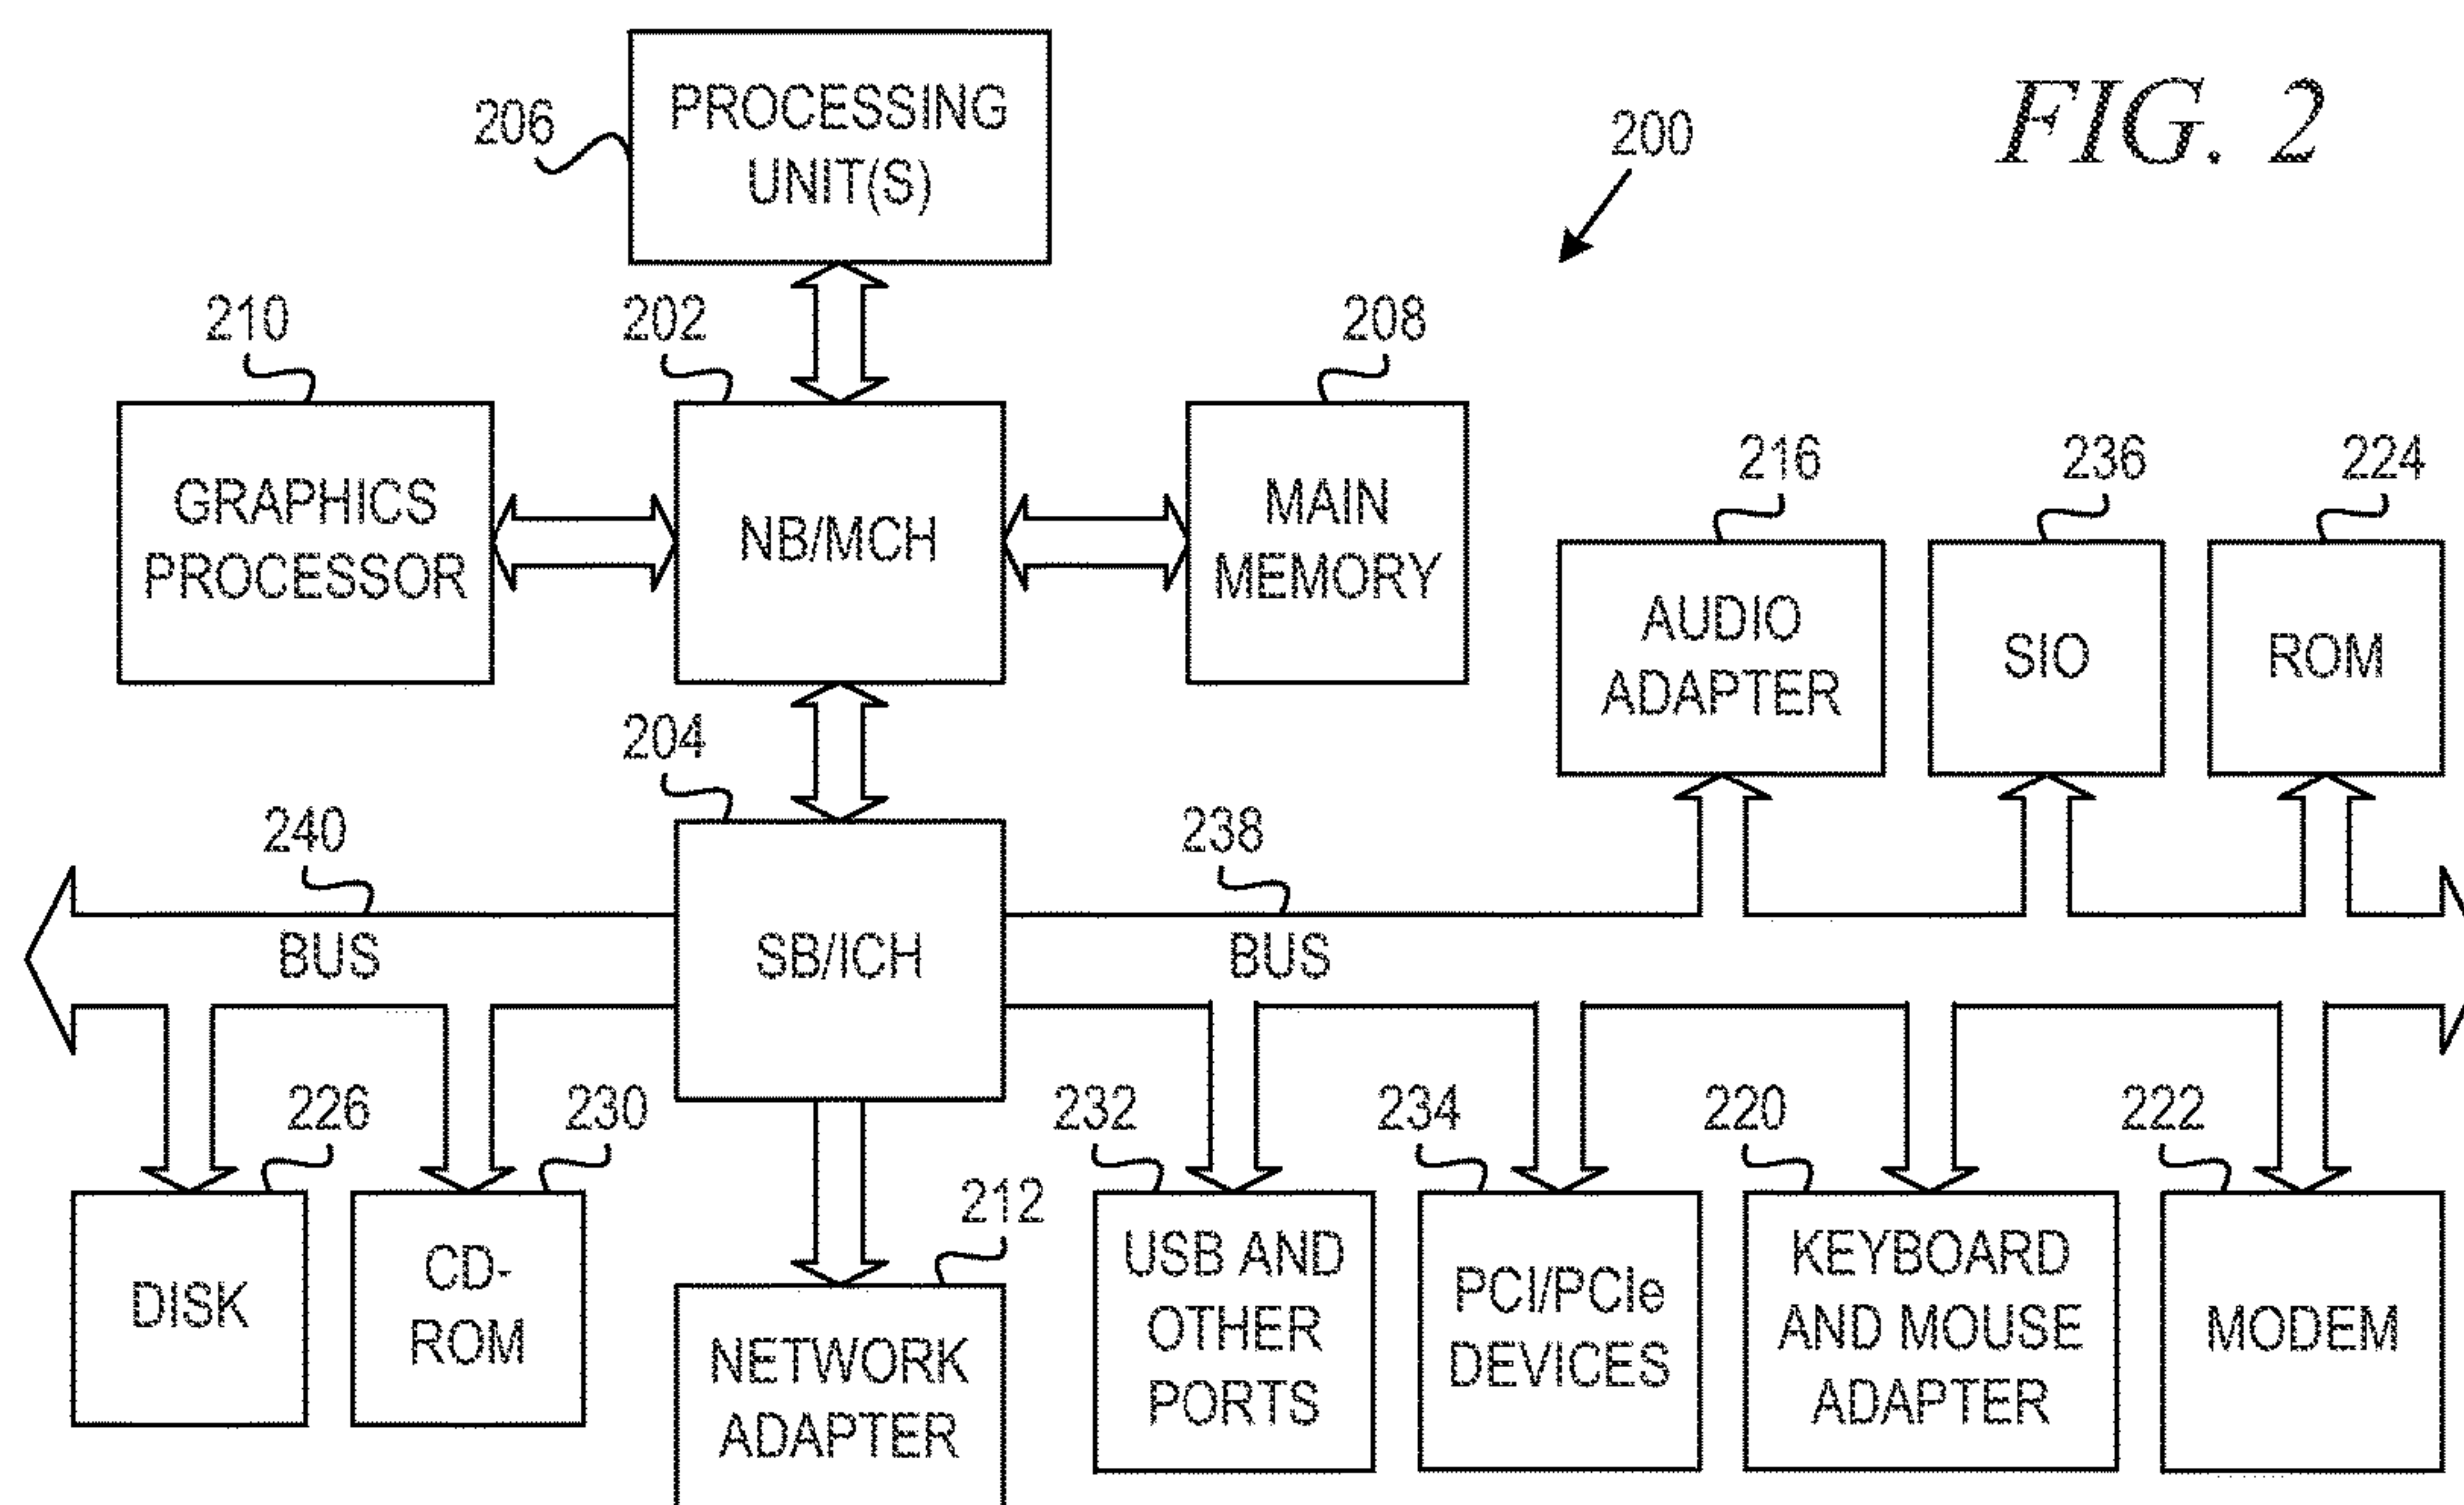 FIG. 2
200
206
PROCESSING
UNIT(S)
210
202
208
GRAPHICS
PROCESSOR
NB/MCH
MAIN
MEMORY
216
236
224
AUDIO
ADAPTER
SIO
ROM
204
240
238
BUS
SB/ICH
BUS
226
230
212
232
234
220
222
DISK
CD-
ROM
NETWORK
ADAPTER
USB AND
OTHER
PORTS
PCI/PCIe
DEVICES
KEYBOARD
AND MOUSE
ADAPTER
MODEM